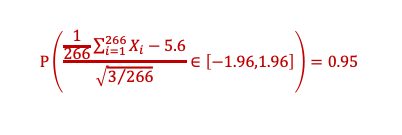 P( (1/266 ∑_{i=1}^{266} X_i − 5.6) / √3/266 ∈ [−1.96,1.96] ) = 0.95